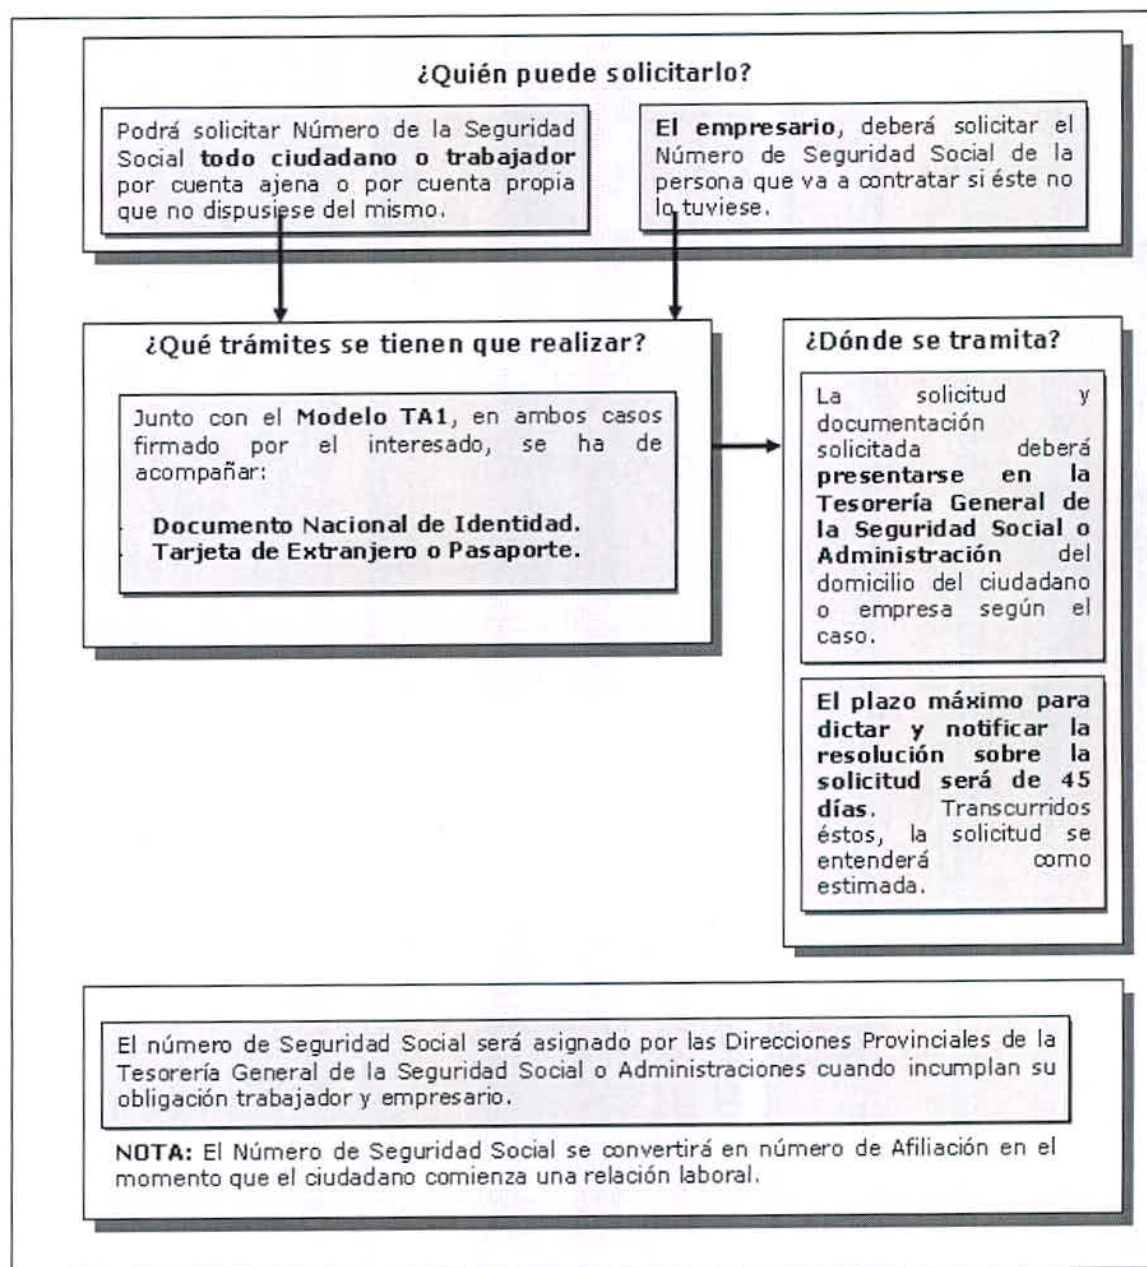 ¿Quién puede solicitarlo?
Podrá solicitar Número de la Seguridad
Social todo ciudadano o trabajador
por cuenta ajena o por cuenta propia
que no dispusiese del mismo.
El empresario, deberá solicitar el
Número de Seguridad Social de la
persona que va a contratar si éste no
lo tuviese.
¿Qué trámites se tienen que realizar?
Junto con el Modelo TA1, en ambos casos
firmado por el interesado, se ha de
acompañar:
Documento Nacional de Identidad.
Tarjeta de Extranjero o Pasaporte.
¿Dónde se tramita?
La solicitud y
documentación
solicitada deberá
presentarse en la
Tesorería General de
la Seguridad Social o
Administración del
domicilio del ciudadano
o empresa según el
caso.
El plazo máximo para
dictar y notificar la
resolución sobre la
solicitud será de 45
días. Transcurridos
éstos, la solicitud se
entenderá como
estimada.
El número de Seguridad Social será asignado por las Direcciones Provinciales de la
Tesorería General de la Seguridad Social o Administraciones cuando incumplan su
obligación trabajador y empresario.
NOTA: El Número de Seguridad Social se convertirá en número de Afiliación en el
momento que el ciudadano comienza una relación laboral.